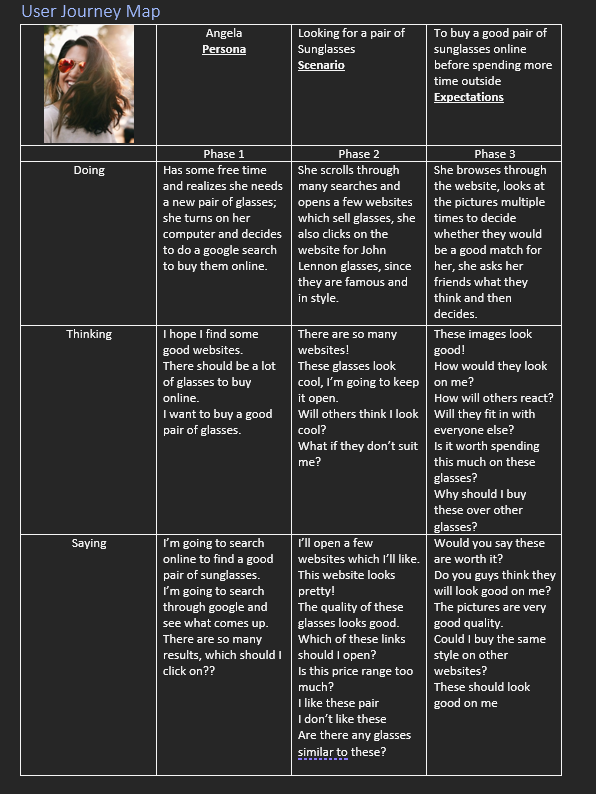 User Journey Map
Angela
Persona
Looking for a pair of
Sunglasses
Scenario
To buy a good pair of
sunglasses online
before spending more
time outside
Expectations
Phase 1
Phase 2
Phase 3
Doing
Has some free time
and realizes she needs
a new pair of glasses;
she turns on her
computer and decides
to do a google search
to buy them online.
She scrolls through
many searches and
opens a few websites
which sell glasses, she
also clicks on the
website for John
Lennon glasses, since
they are famous and
in style.
She browses through
the website, looks at
the pictures multiple
times to decide
whether they would
be a good match for
her, she asks her
friends what they
think and then
decides.
Thinking
I hope I find some
good websites.
There should be a lot
of glasses to buy
online.
I want to buy a good
pair of glasses.
There are so many
websites!
These glasses look
cool, I’m going to keep
it open.
Will others think I look
cool?
What if they don’t suit
me?
These images look
good!
How would they look
on me?
How will others react?
Will they fit in with
everyone else?
Is it worth spending
this much on these
glasses?
Why should I buy
these over other
glasses?
Saying
I’m going to search
online to find a good
pair of sunglasses.
I’m going to search
through google and
see what comes up.
There are so many
results, which should I
click on??
I’ll open a few
websites which I’ll like.
This website looks
pretty!
The quality of these
glasses looks good.
Which of these links
should I open?
Is this price range too
much?
I like these pair
I don’t like these
Are there any glasses
similar to these?
Would you say these
are worth it?
Do you guys think they
will look good on me?
The pictures are very
good quality.
Could I buy the same
style on other
websites?
These should look
good on me